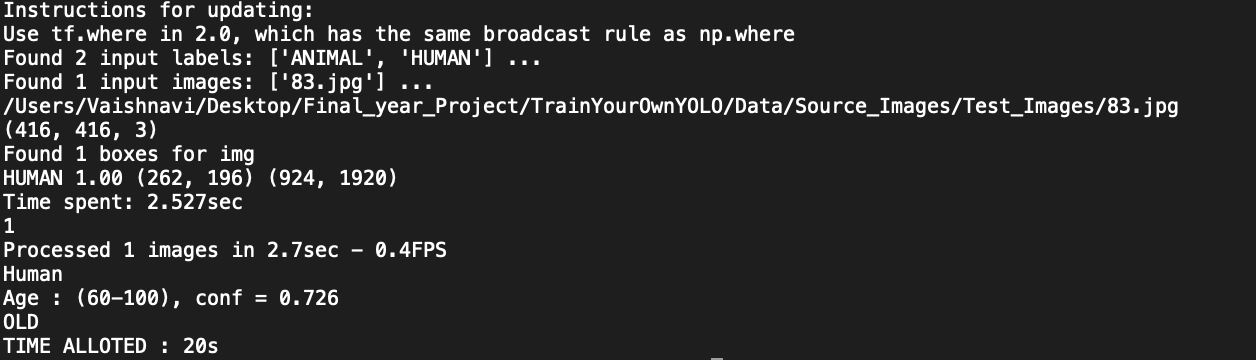 Instructions for updating:
Use tf.where in 2.0, which has the same broadcast rule as np.where
Found 2 input labels: ['ANIMAL', 'HUMAN'] ...
Found 1 input images: ['83.jpg'] ...
/Users/Vaishnavi/Desktop/Final_year_Project/TrainYourOwnYOLO/Data/Source_Images/Test_Images/83.jpg
(416, 416, 3)
Found 1 boxes for img
HUMAN 1.00 (262, 196) (924, 1920)
Time spent: 2.527sec
1
Processed 1 images in 2.7sec - 0.4FPS
Human
Age : (60-100), conf = 0.726
OLD
TIME ALLOTED : 20s